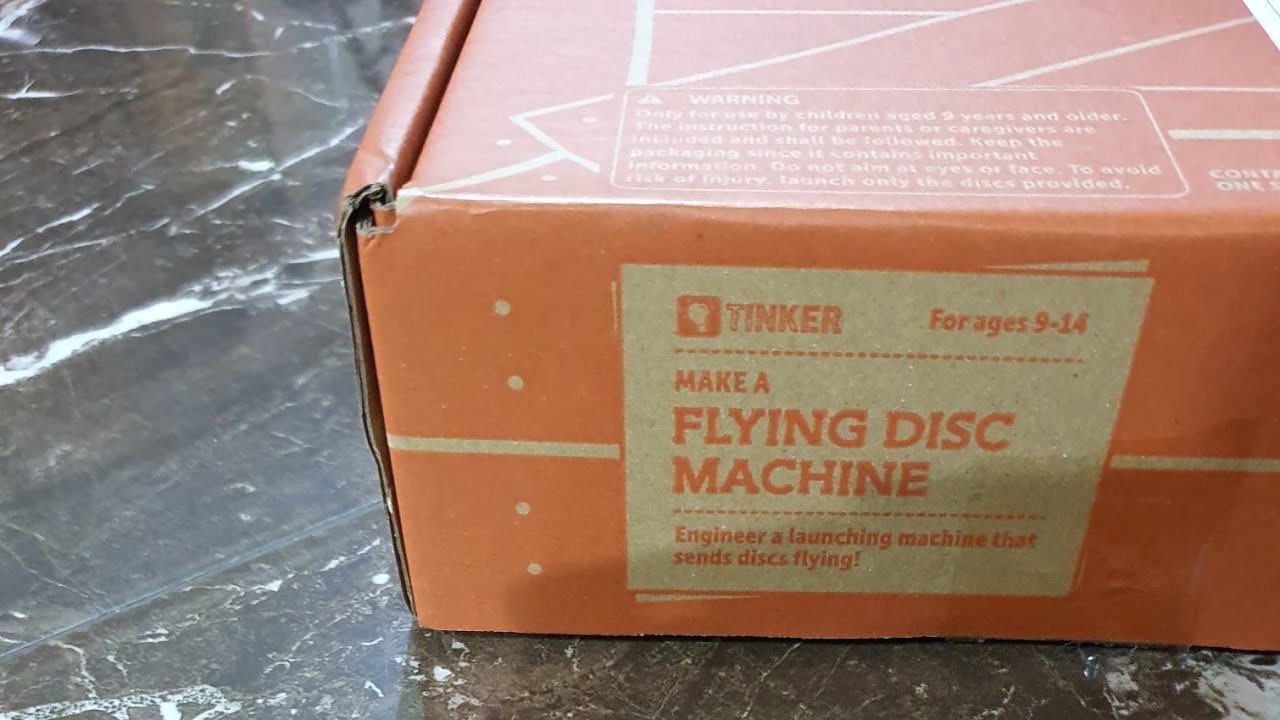 WARNING
Only for use by children aged 9 years and older.
The instruction for parents or caregivers are
included and shall be followed. Keep the
packaging since it contains important
information. Do not aim at eyes or face. To avoid
risk of injury, launch only the discs provided.
CONTA
ONE S
TINKER
For ages 9-14
MAKE A
FLYING DISC
MACHINE
Engineer a launching machine that
sends discs flying!